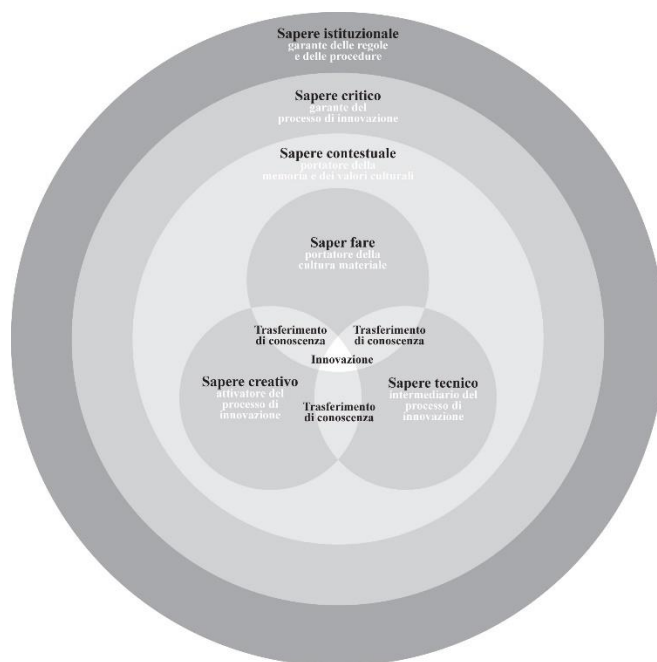 Sapere istituzionale
garante delle regole
e delle procedure
Sapere critico
garante del
processo di innovazione
Sapere contestuale
portatore della
memoria e dei valori culturali
Saper fare
portatore della
cultura materiale
Trasferimento
di conoscenza
Trasferimento
di conoscenza
Innovazione
Sapere creativo
attivatore del
processo di
innovazione
Trasferimento
di conoscenza
Sapere tecnico
intermediario del
processo di
innovazione